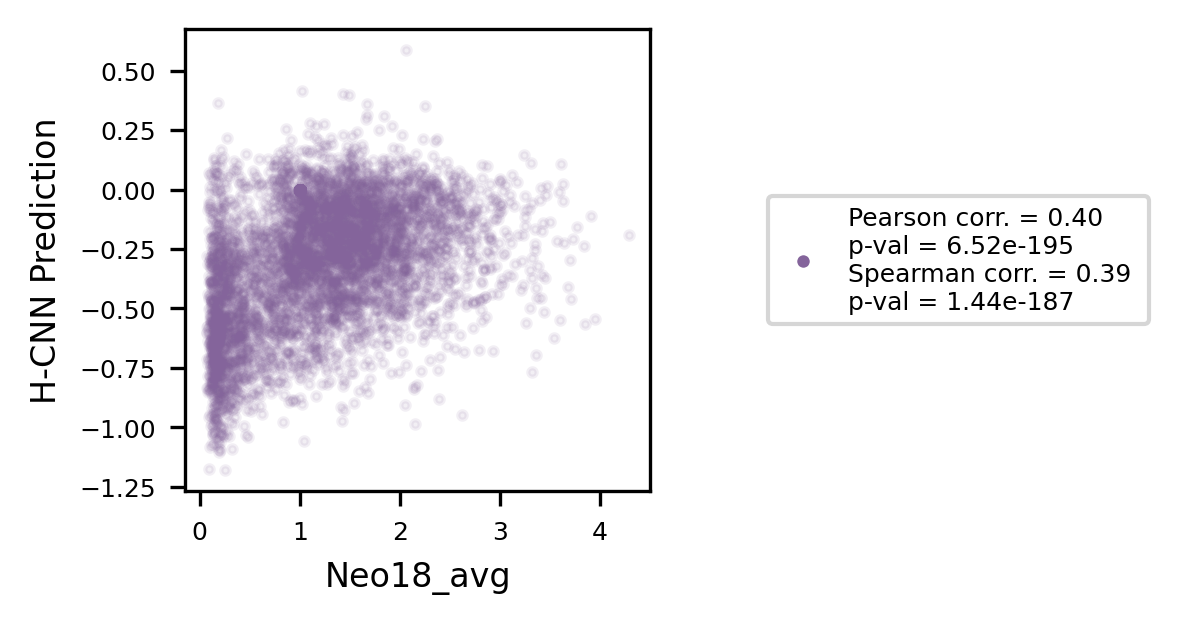 H-CNN Prediction
0.50
0.25
0.00
−0.25
−0.50
−0.75
−1.00
−1.25
0 1 2 3 4
Neo18_avg
Pearson corr. = 0.40
p-val = 6.52e-195
Spearman corr. = 0.39
p-val = 1.44e-187